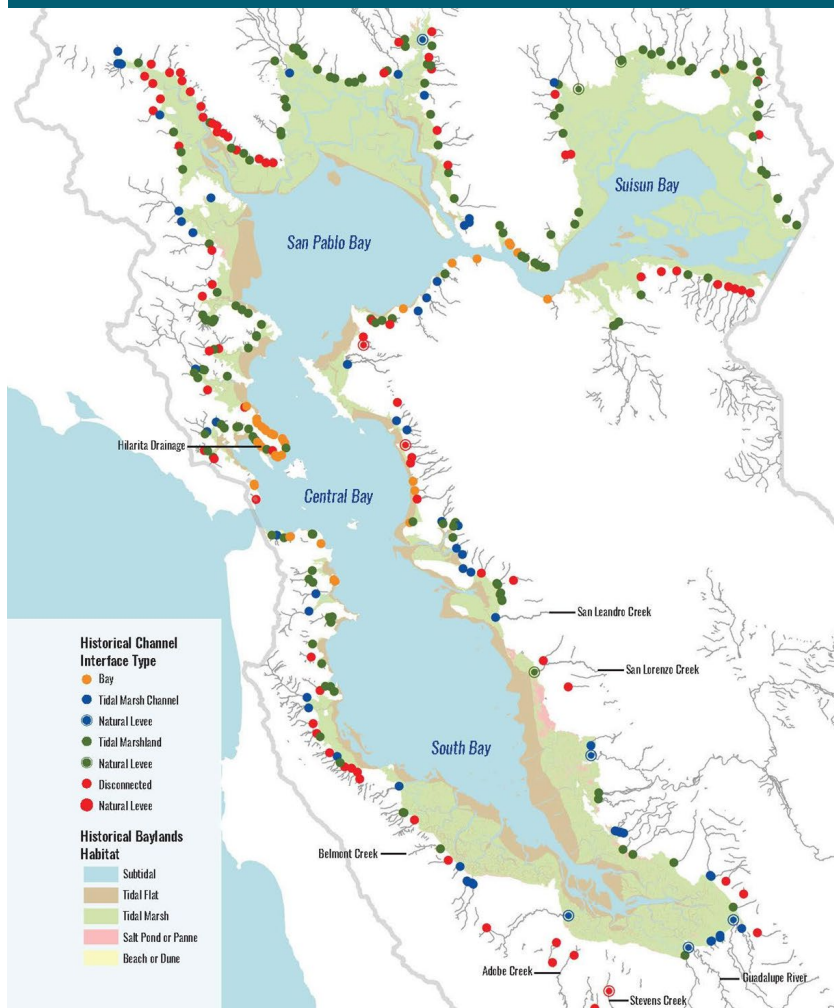 Suisun Bay
San Pablo Bay
Hilarita Drainage
Central Bay
San Leandro Creek
San Lorenzo Creek
South Bay
Belmont Creek
Adobe Creek
Guadalupe River
Stevens Creek
Historical Channel
Interface Type
Bay
Tidal Marsh Channel
Natural Levee
Tidal Marshland
Natural Levee
Disconnected
Natural Levee
Historical Baylands
Habitat
Subtidal
Tidal Flat
Tidal Marsh
Salt Pond or Panne
Beach or Dune